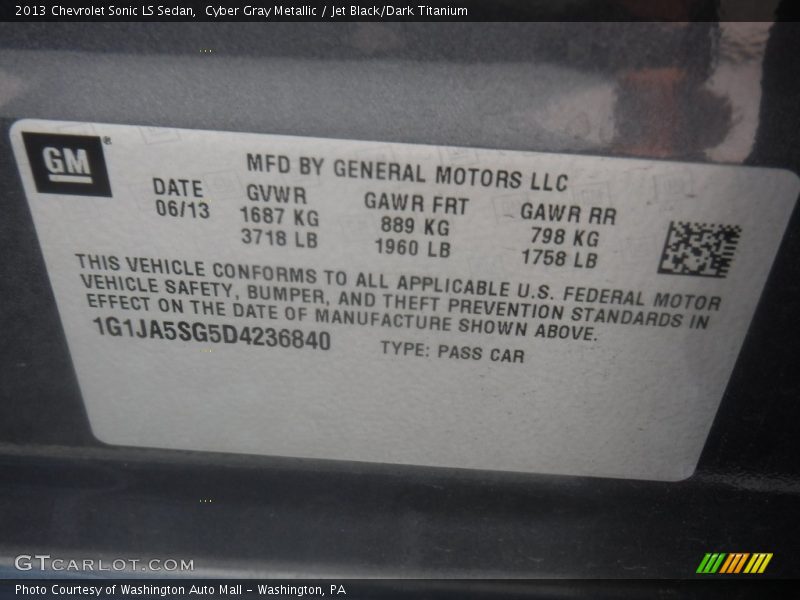 2013 Chevrolet Sonic LS Sedan, Cyber Gray Metallic / Jet Black/Dark Titanium
GM®
MFD BY GENERAL MOTORS LLC
DATE GVWR GAWR FRT GAWR RR
06/13 1687 KG 889 KG 798 KG
3718 LB 1960 LB 1758 LB
THIS VEHICLE CONFORMS TO ALL APPLICABLE U.S. FEDERAL MOTOR
VEHICLE SAFETY, BUMPER, AND THEFT PREVENTION STANDARDS IN
EFFECT ON THE DATE OF MANUFACTURE SHOWN ABOVE.
1G1JA5SG5D4236840 TYPE: PASS CAR
GTCARLOT.COM
Photo Courtesy of Washington Auto Mall - Washington, PA